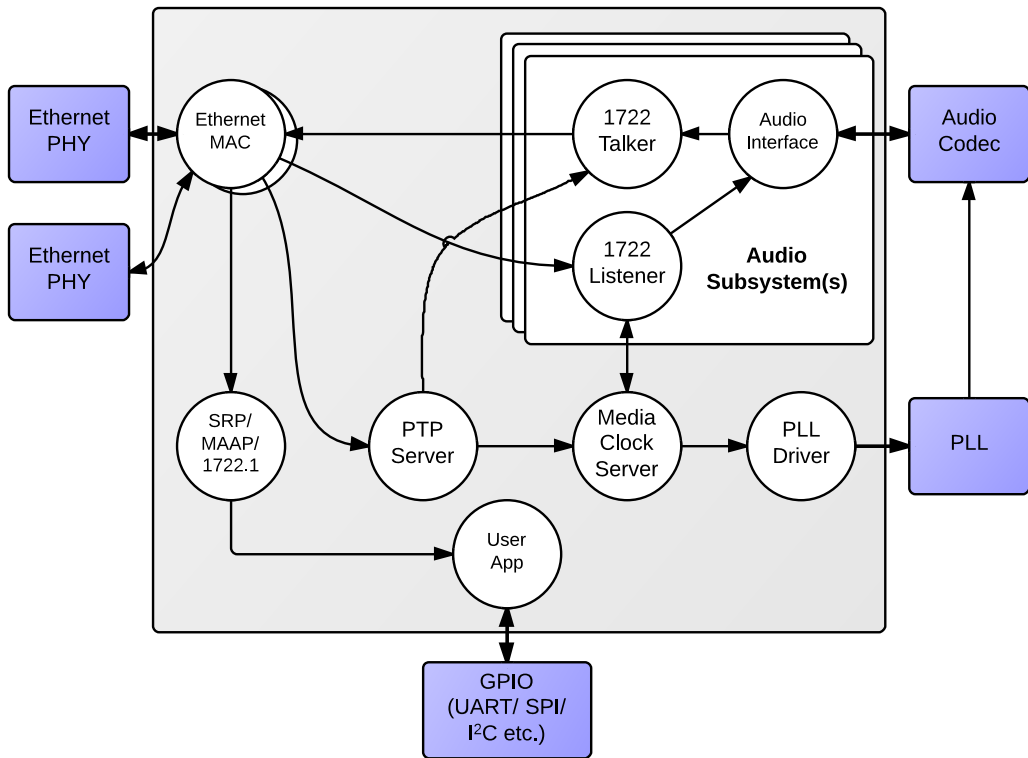 Ethernet
PHY
Ethernet
MAC
1722
Talker
Audio
Interface
Audio
Codec
Ethernet
PHY
1722
Listener
Audio
Subsystem(s)
SRP/
MAAP/
1722.1
PTP
Server
Media
Clock
Server
PLL
Driver
PLL
User
App
GPIO
(UART/ SPI/
I²C etc.)